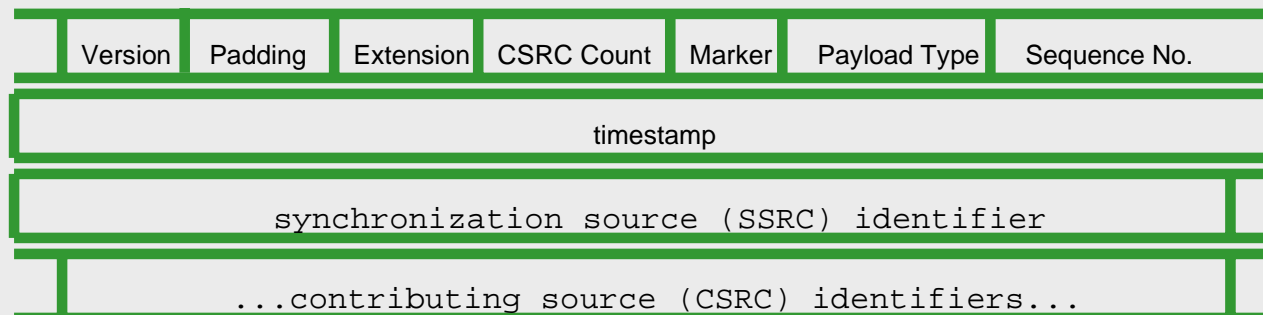 Version Padding Extension CSRC Count Marker Payload Type Sequence No.
timestamp
synchronization source (SSRC) identifier
...contributing source (CSRC) identifiers...